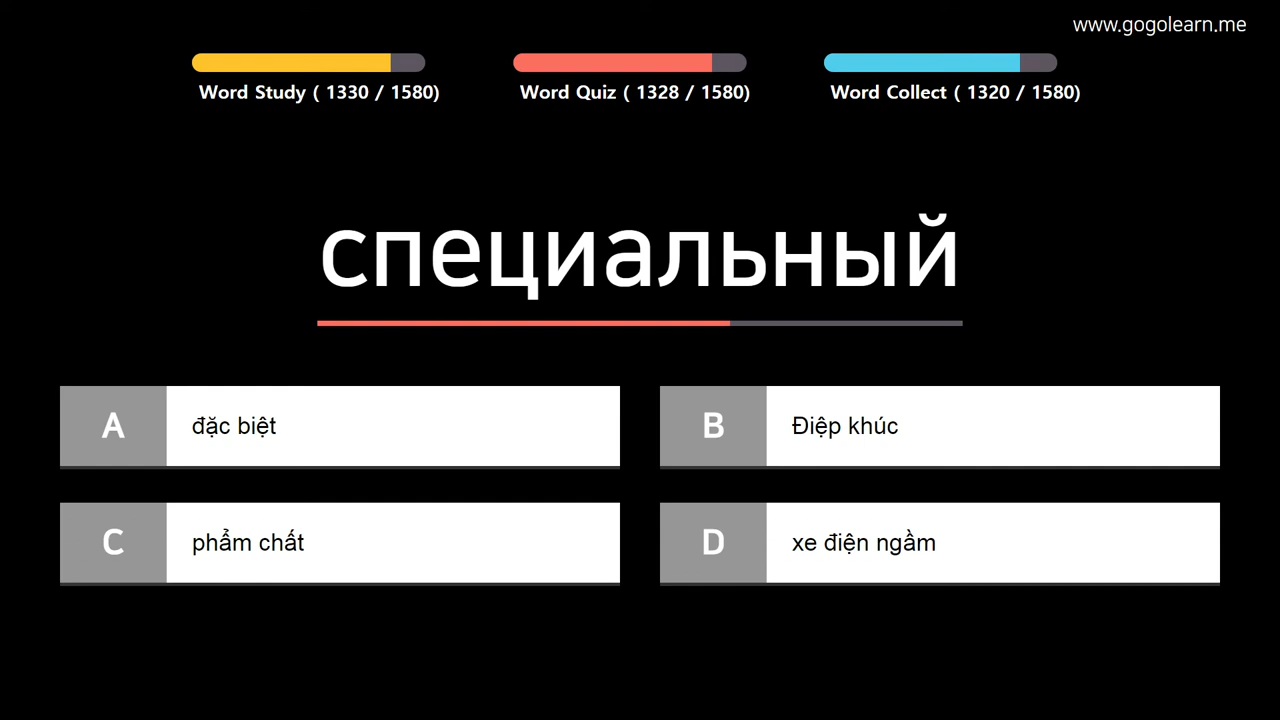 www.gogolearn.me
Word Study ( 1330 / 1580)
Word Quiz ( 1328 / 1580)
Word Collect ( 1320 / 1580)
специальный
A
đặc biệt
B
Điệp khúc
C
phẩm chất
D
xe điện ngầm